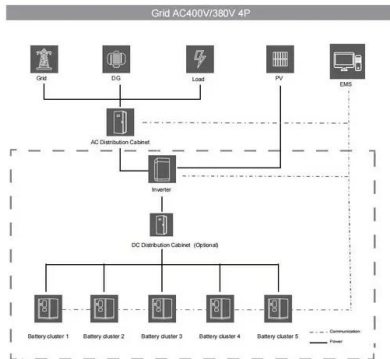 Grid AC400V/380V 4P
Grid
D.G
Load
PV
EMS
AC Distribution Cabinet
Inverter
DC Distribution Cabinet (Optional)
Battery cluster 1
Battery cluster 2
Battery cluster 3
Battery cluster 4
Battery cluster 5
Communication
Power